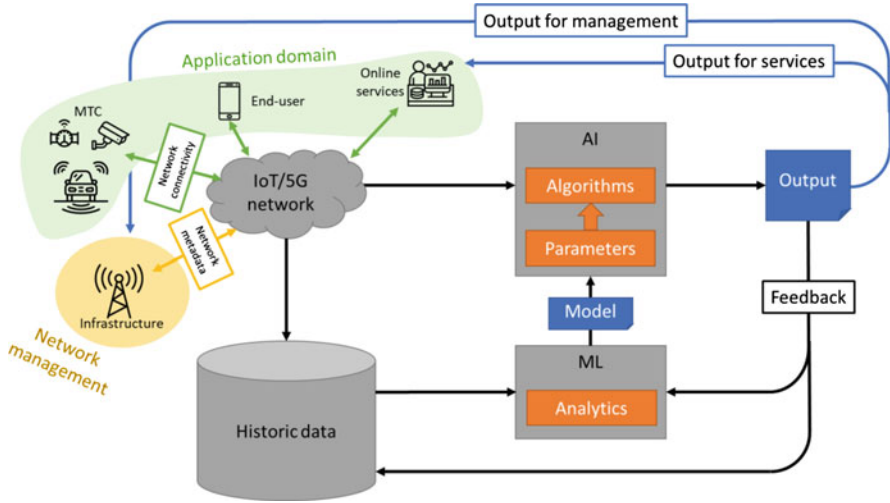 Output for management
Application domain
Output for services
Online
services
End-user
MTC
Network
connectivity
IoT/5G
network
AI
Algorithms
Parameters
Output
Network
metadata
Infrastructure
Network
management
Model
Feedback
ML
Analytics
Historic data